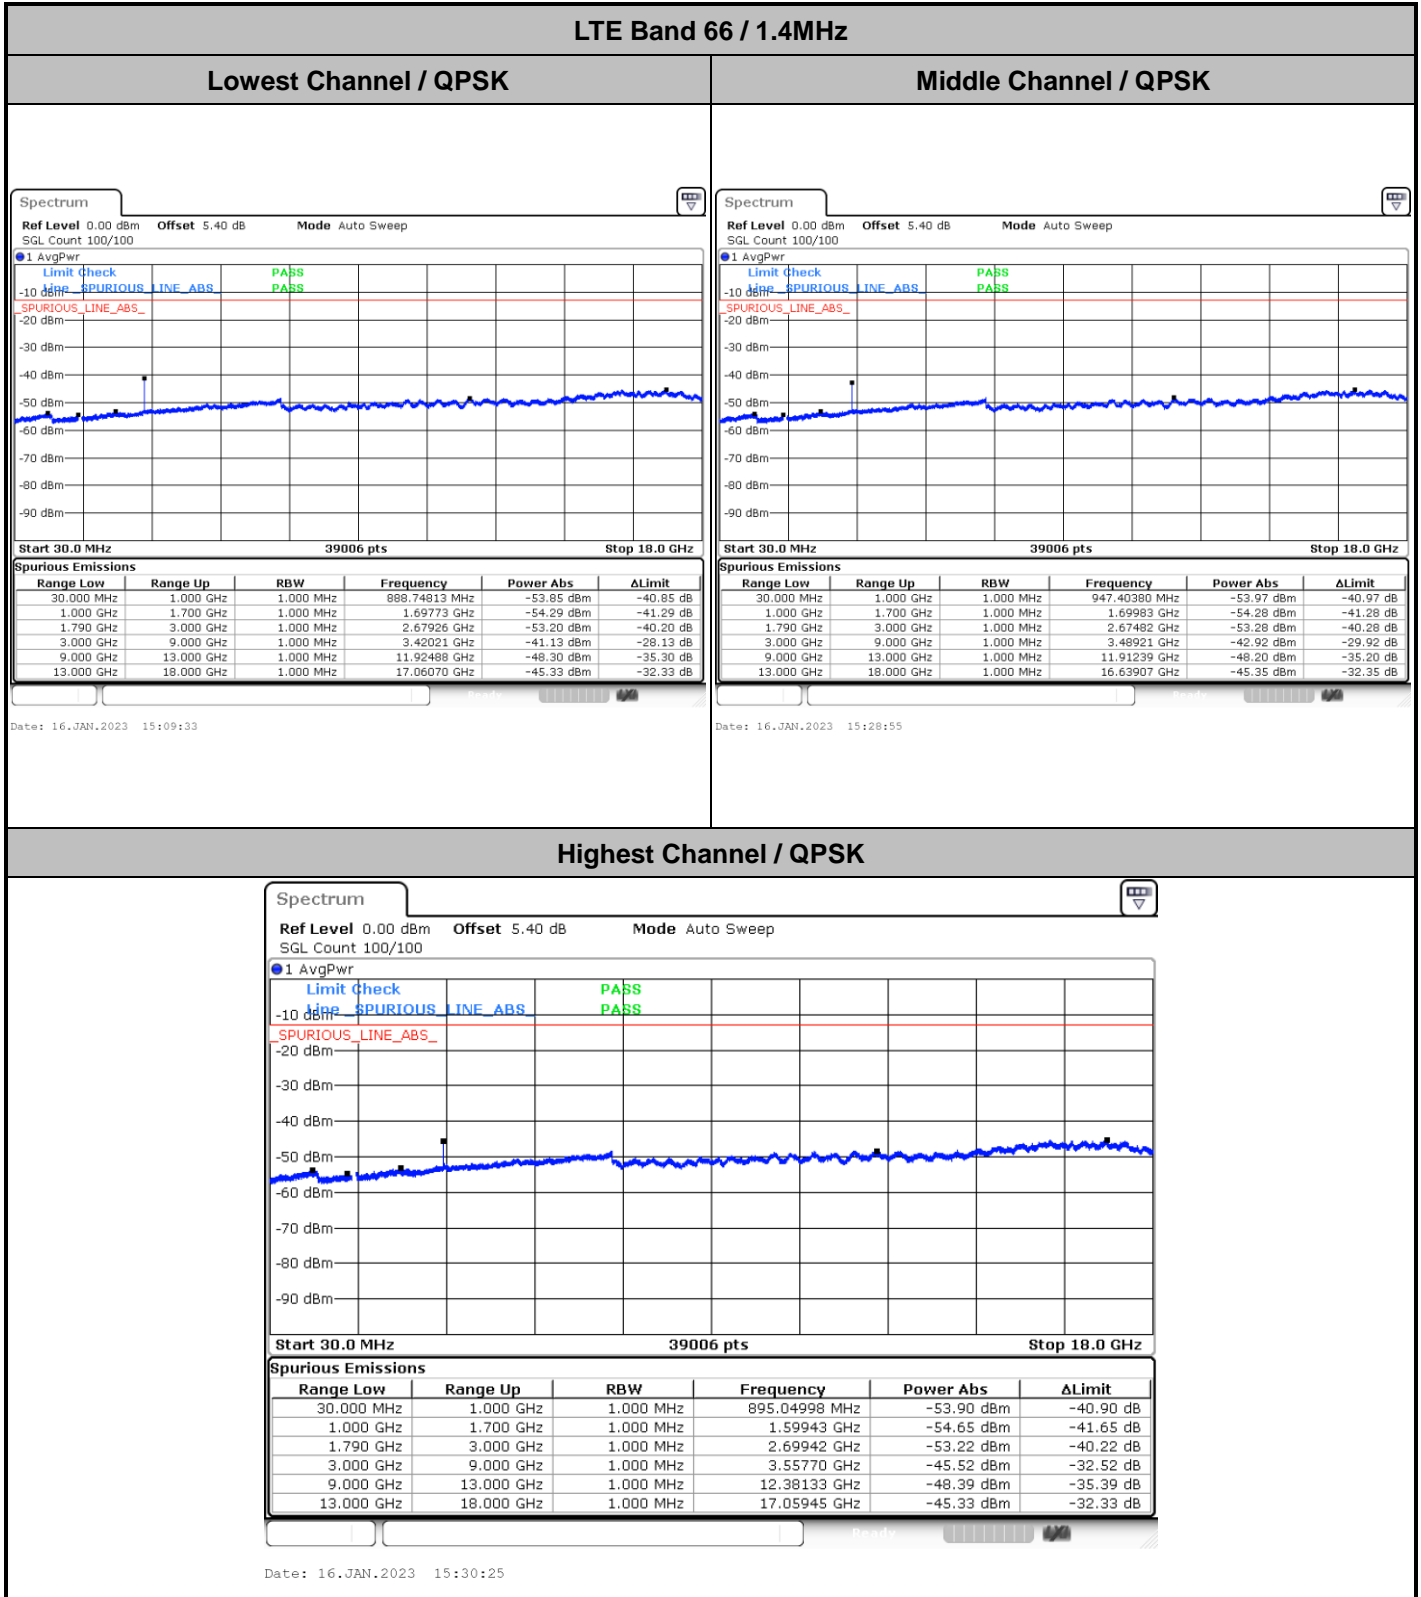 LTE Band 66 / 1.4MHz
Lowest Channel / QPSK
Middle Channel / QPSK
Spectrum
Ref Level 0.00 dBm Offset 5.40 dB Mode Auto Sweep
SGL Count 100/100
1 AvgPwr
Limit Check PASS
Line _SPURIOUS_LINE_ABS_ PASS
-10 dBm
_SPURIOUS_LINE_ABS_
-20 dBm
-30 dBm
-40 dBm
-50 dBm
-60 dBm
-70 dBm
-80 dBm
-90 dBm
Start 30.0 MHz 39006 pts Stop 18.0 GHz
Spurious Emissions
Range Low Range Up RBW Frequency Power Abs ΔLimit
30.000 MHz 1.000 GHz 1.000 MHz 888.74813 MHz -53.85 dBm -40.85 dB
1.000 GHz 1.700 GHz 1.000 MHz 1.69773 GHz -54.29 dBm -41.29 dB
1.790 GHz 3.000 GHz 1.000 MHz 2.67926 GHz -53.20 dBm -40.20 dB
3.000 GHz 9.000 GHz 1.000 MHz 3.42021 GHz -41.13 dBm -28.13 dB
9.000 GHz 13.000 GHz 1.000 MHz 11.92488 GHz -48.30 dBm -35.30 dB
13.000 GHz 18.000 GHz 1.000 MHz 17.06070 GHz -45.33 dBm -32.33 dB
Ready
Date: 16.JAN.2023 15:09:33
Spectrum
Ref Level 0.00 dBm Offset 5.40 dB Mode Auto Sweep
SGL Count 100/100
1 AvgPwr
Limit Check PASS
Line _SPURIOUS_LINE_ABS_ PASS
-10 dBm
_SPURIOUS_LINE_ABS_
-20 dBm
-30 dBm
-40 dBm
-50 dBm
-60 dBm
-70 dBm
-80 dBm
-90 dBm
Start 30.0 MHz 39006 pts Stop 18.0 GHz
Spurious Emissions
Range Low Range Up RBW Frequency Power Abs ΔLimit
30.000 MHz 1.000 GHz 1.000 MHz 947.40380 MHz -53.97 dBm -40.97 dB
1.000 GHz 1.700 GHz 1.000 MHz 1.69983 GHz -54.28 dBm -41.28 dB
1.790 GHz 3.000 GHz 1.000 MHz 2.67482 GHz -53.28 dBm -40.28 dB
3.000 GHz 9.000 GHz 1.000 MHz 3.48921 GHz -42.92 dBm -29.92 dB
9.000 GHz 13.000 GHz 1.000 MHz 11.91239 GHz -48.20 dBm -35.20 dB
13.000 GHz 18.000 GHz 1.000 MHz 16.63907 GHz -45.35 dBm -32.35 dB
Ready
Date: 16.JAN.2023 15:28:55
Highest Channel / QPSK
Spectrum
Ref Level 0.00 dBm Offset 5.40 dB Mode Auto Sweep
SGL Count 100/100
1 AvgPwr
Limit Check PASS
Line _SPURIOUS_LINE_ABS_ PASS
-10 dBm
_SPURIOUS_LINE_ABS_
-20 dBm
-30 dBm
-40 dBm
-50 dBm
-60 dBm
-70 dBm
-80 dBm
-90 dBm
Start 30.0 MHz 39006 pts Stop 18.0 GHz
Spurious Emissions
Range Low Range Up RBW Frequency Power Abs ΔLimit
30.000 MHz 1.000 GHz 1.000 MHz 895.04998 MHz -53.90 dBm -40.90 dB
1.000 GHz 1.700 GHz 1.000 MHz 1.59943 GHz -54.65 dBm -41.65 dB
1.790 GHz 3.000 GHz 1.000 MHz 2.69942 GHz -53.22 dBm -40.22 dB
3.000 GHz 9.000 GHz 1.000 MHz 3.55770 GHz -45.52 dBm -32.52 dB
9.000 GHz 13.000 GHz 1.000 MHz 12.38133 GHz -48.39 dBm -35.39 dB
13.000 GHz 18.000 GHz 1.000 MHz 17.05945 GHz -45.33 dBm -32.33 dB
Ready
Date: 16.JAN.2023 15:30:25